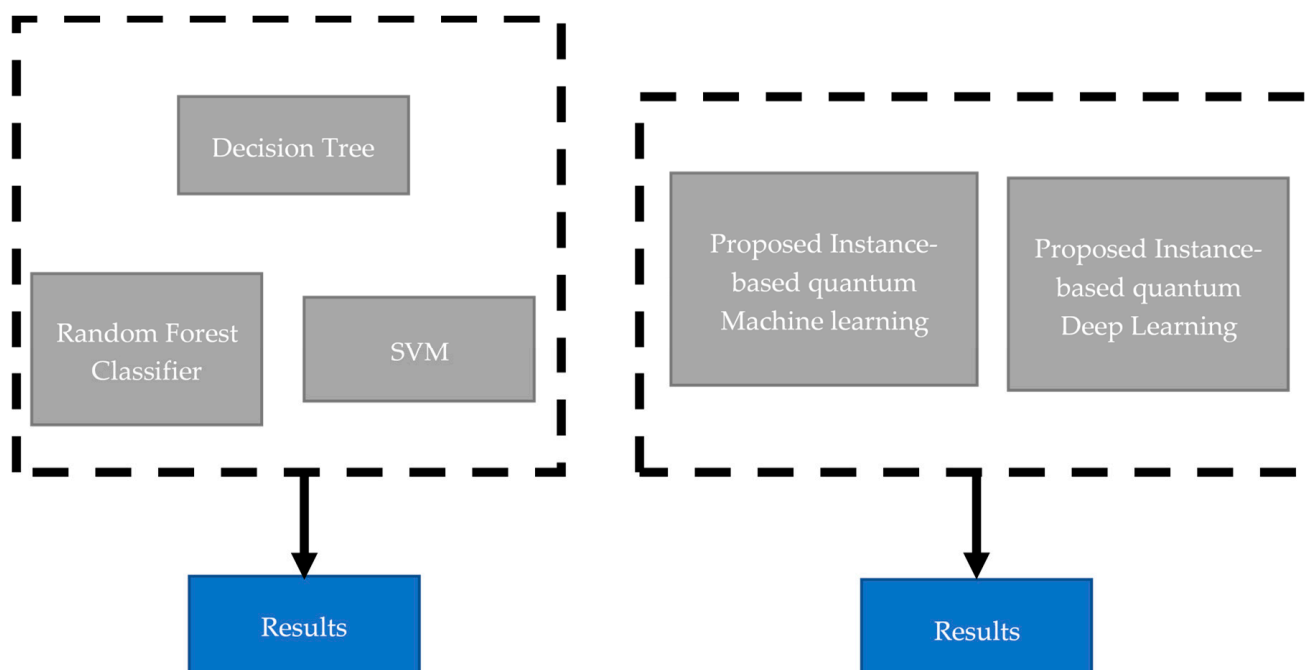 Decision Tree
Random Forest
Classifier
SVM
Results
Proposed Instance-
based quantum
Machine learning
Proposed Instance-
based quantum
Deep Learning
Results